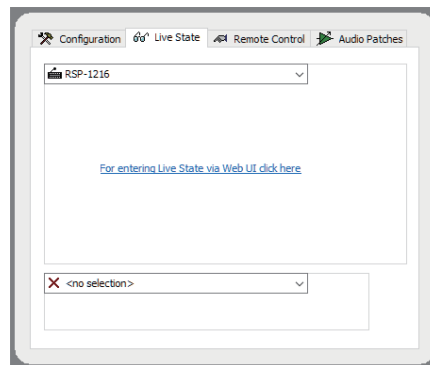 Configuration Live State Remote Control Audio Patches
RSP-1216
For entering Live State via Web UI click here
<no selection>